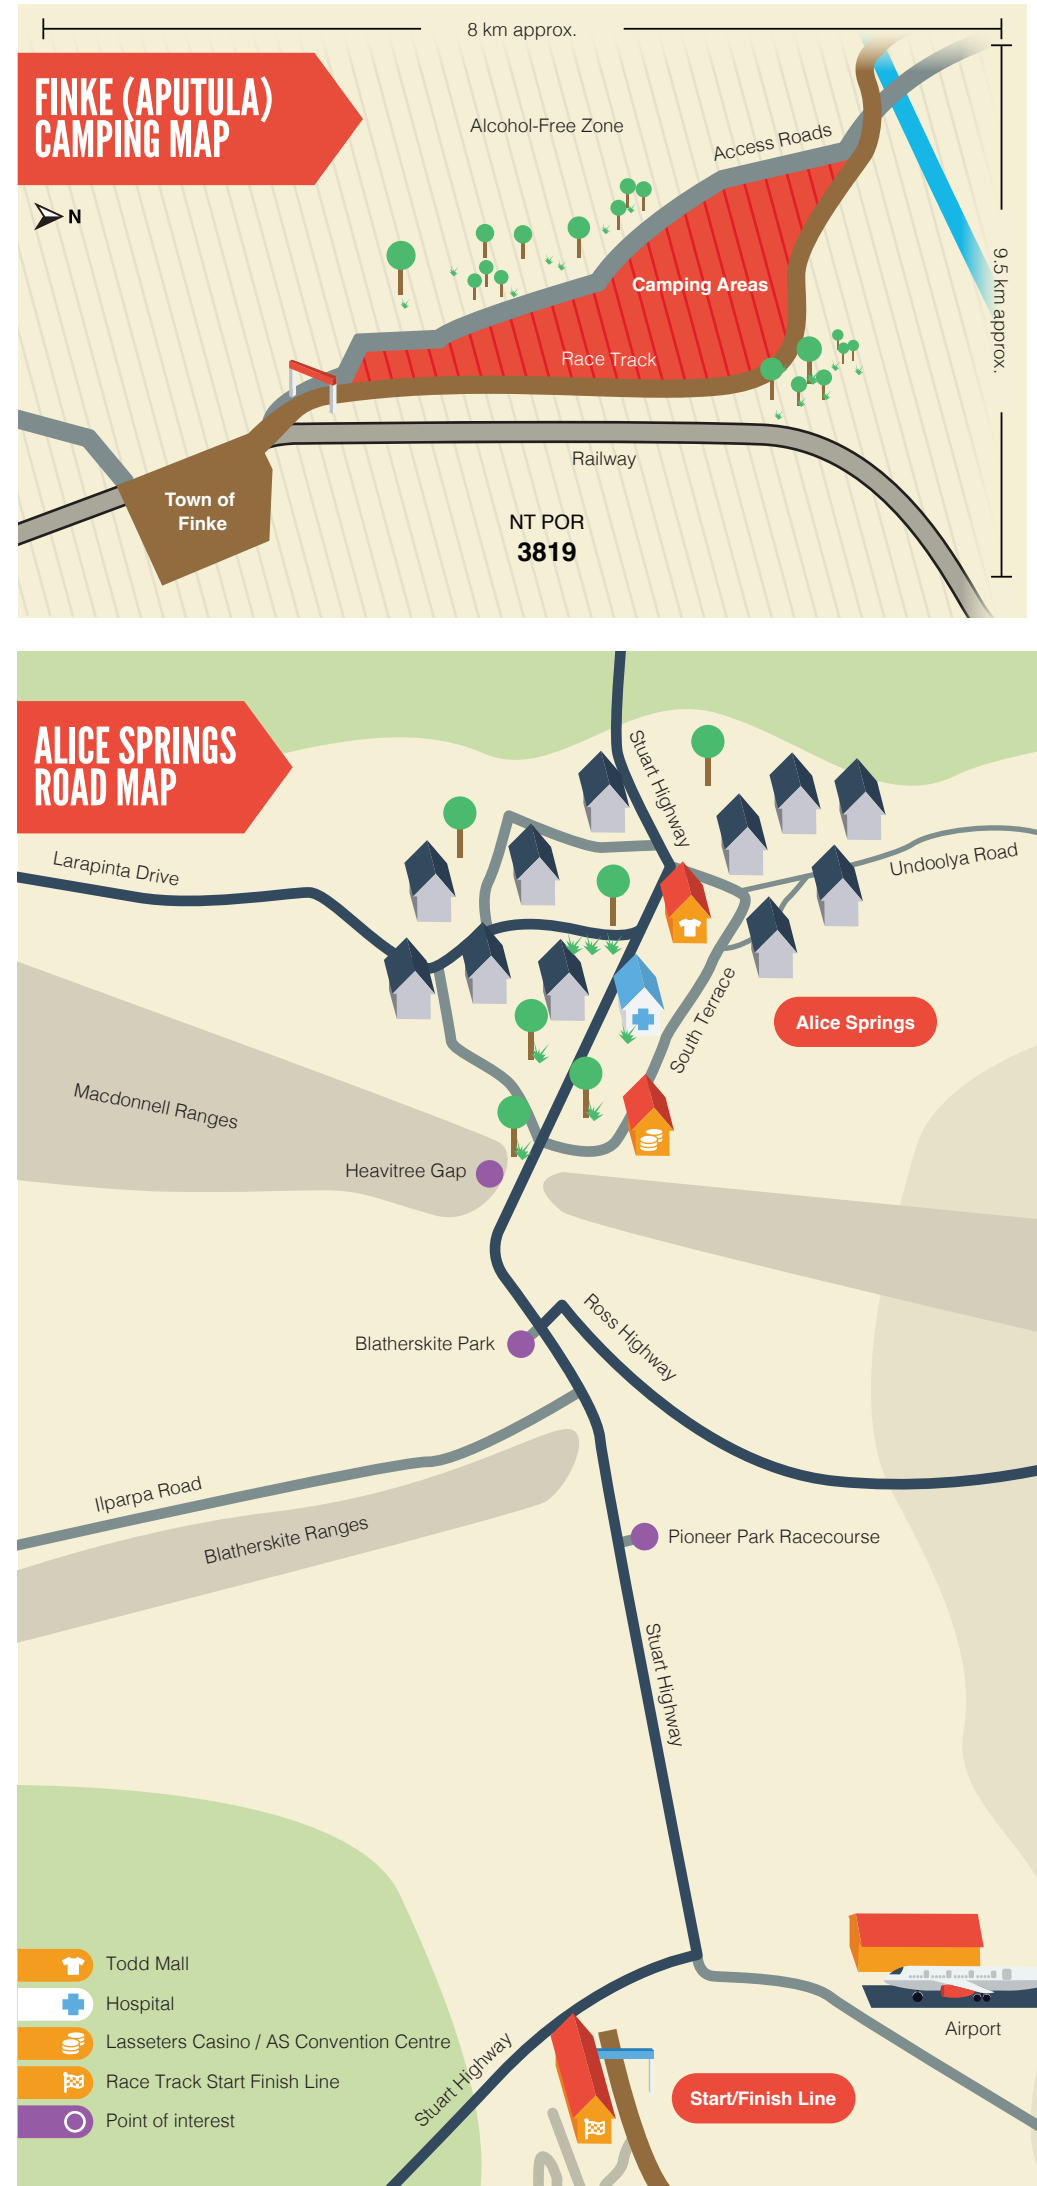 8 km approx.
FINKE (APUTULA)
CAMPING MAP
Alcohol-Free Zone
Access Roads
N
9.5 km approx.
Camping Areas
Race Track
Railway
Town of
Finke
NT POR
3819
ALICE SPRINGS
ROAD MAP
Stuart Highway
Larapinta Drive
Undoolya Road
South Terrace
Alice Springs
Macdonnell Ranges
Heavitree Gap
Ross Highway
Blatherskite Park
Ilparpa Road
Blatherskite Ranges
Pioneer Park Racecourse
Stuart Highway
Todd Mall
Hospital
Lasseters Casino / AS Convention Centre
Race Track Start Finish Line
Point of interest
Airport
Stuart Highway
Start/Finish Line